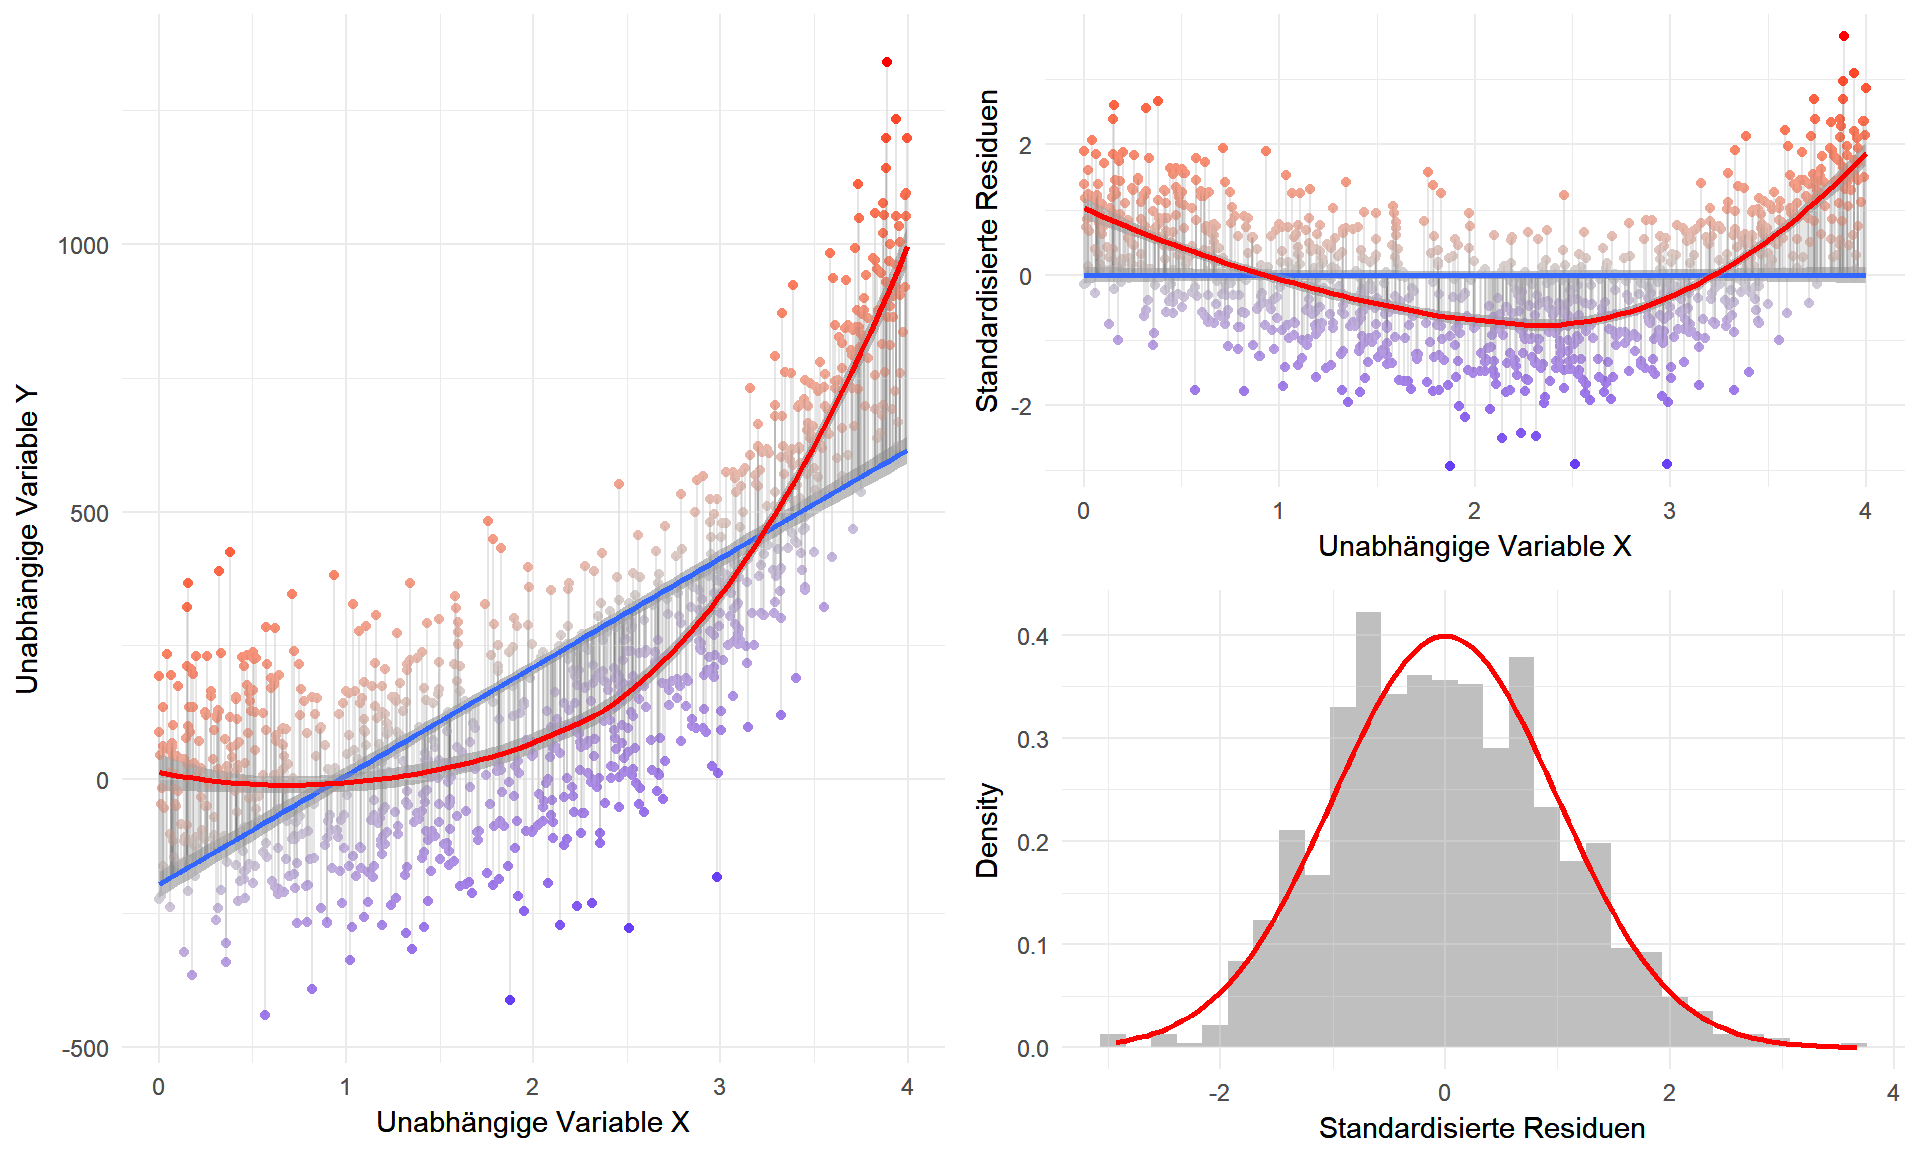 Unabhängige Variable Y
1000
500
0
-500
0 1 2 3 4
Unabhängige Variable X
Standardisierte Residuen
2
0
-2
0 1 2 3 4
Unabhängige Variable X
Density
0.4
0.3
0.2
0.1
0.0
-2 0 2 4
Standardisierte Residuen